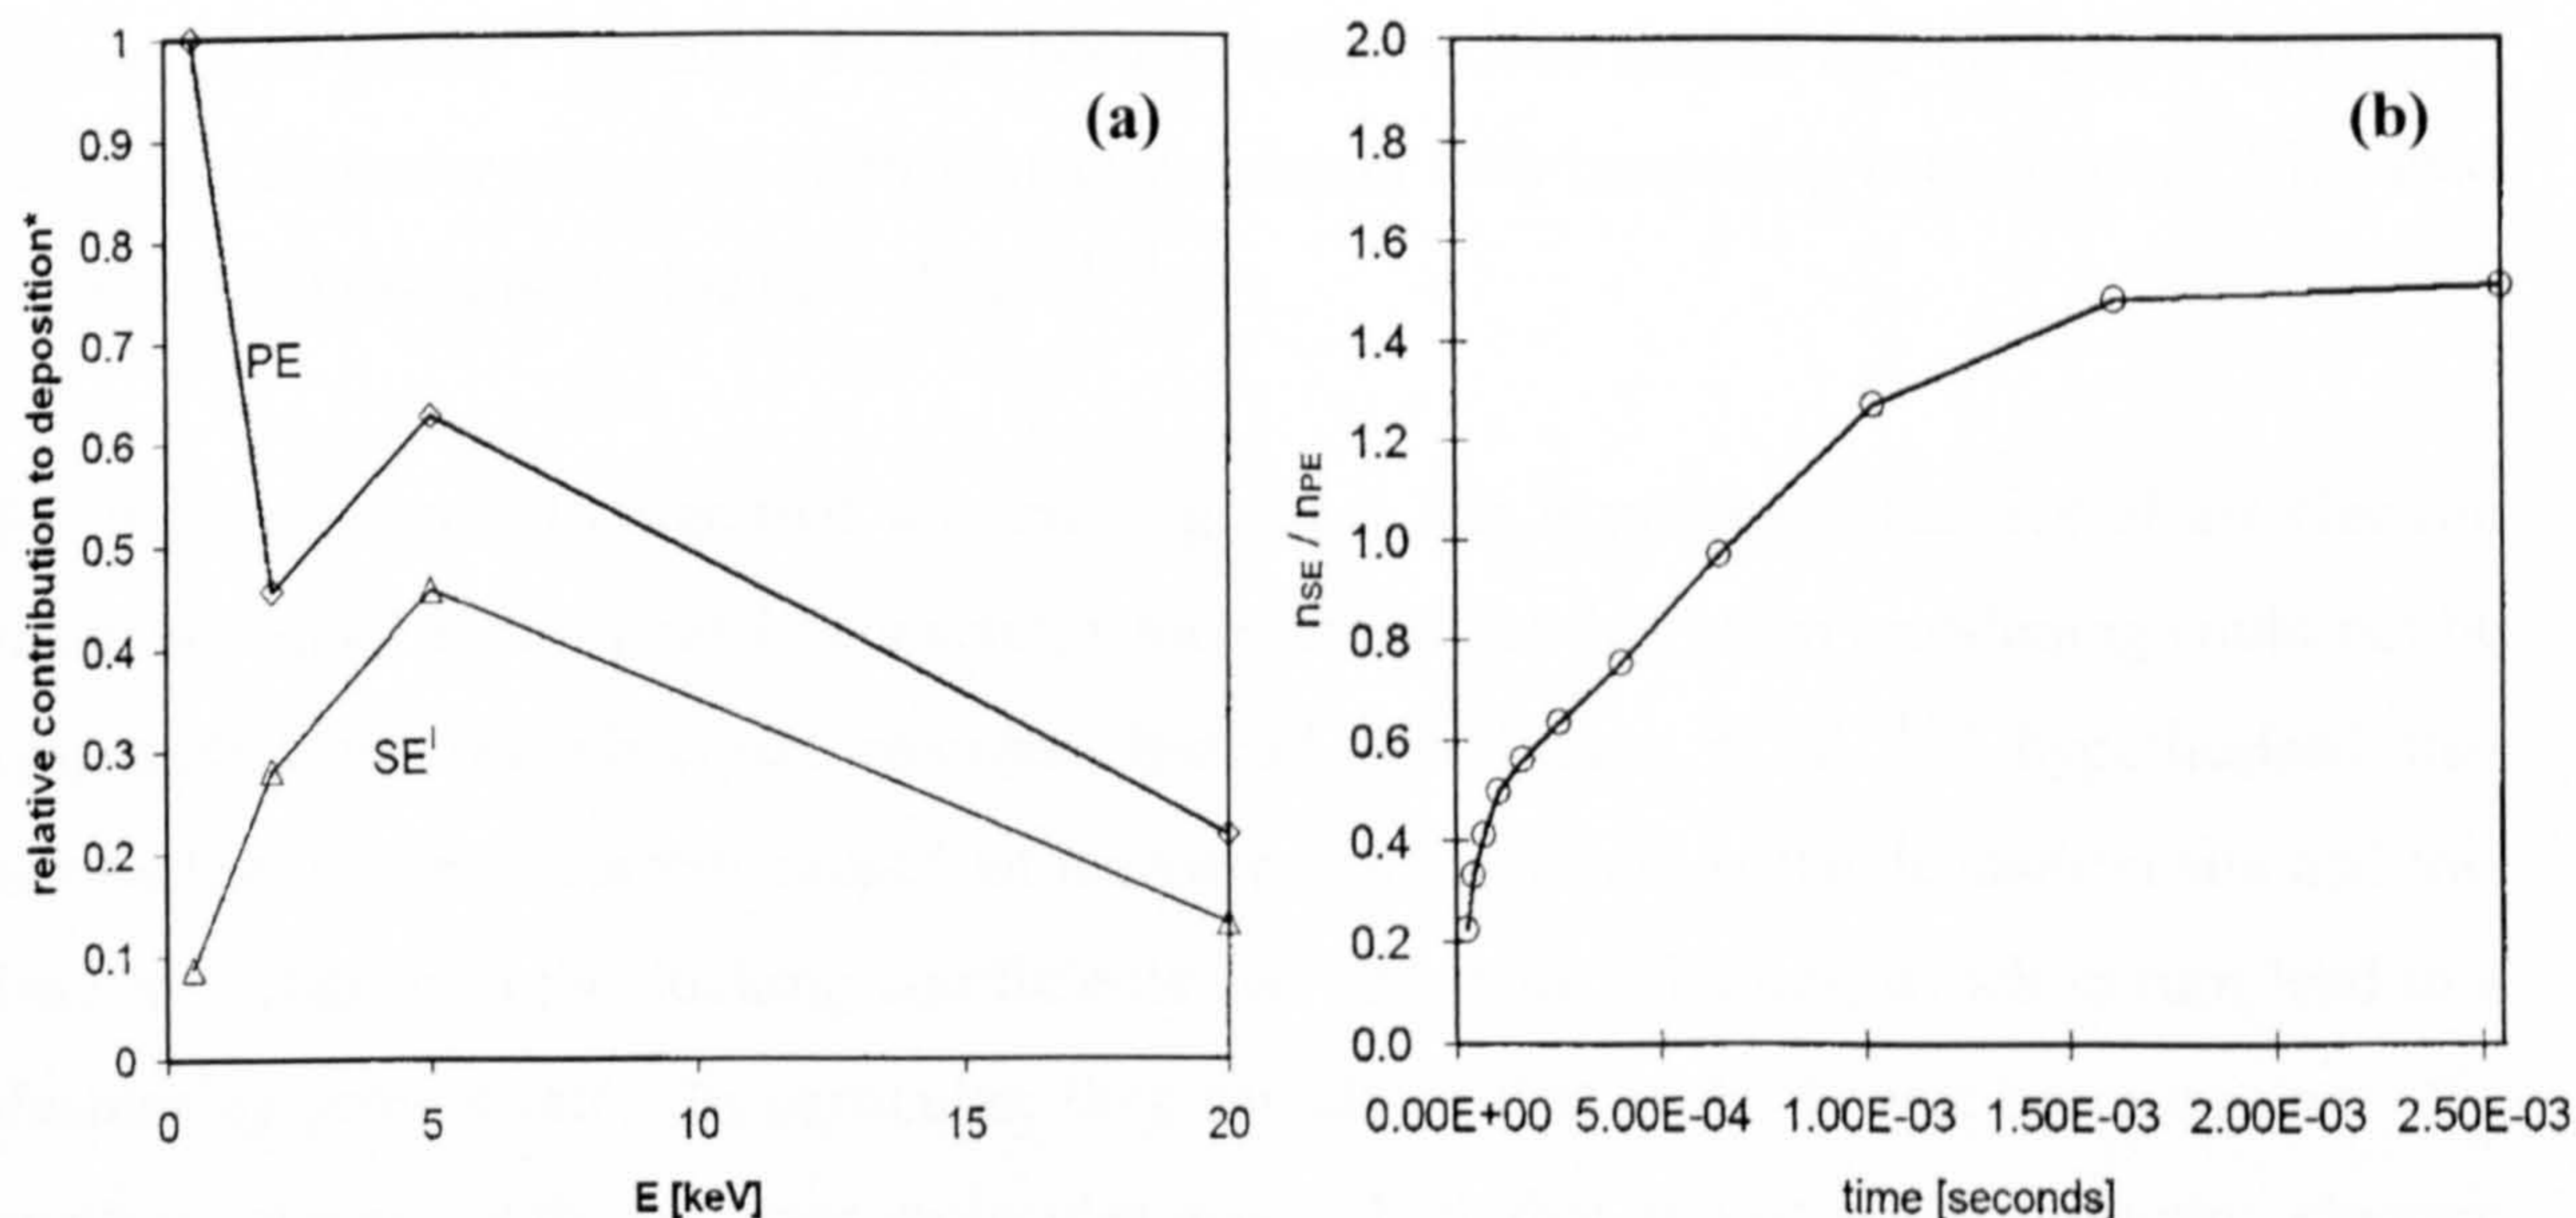 (a)
relative contribution to deposition*
1
0.9
0.8
0.7
0.6
0.5
0.4
0.3
0.2
0.1
0
PE
SE^I
0 5 10 15 20
E [keV]
(b)
nSE / nPE
2.0
1.8
1.6
1.4
1.2
1.0
0.8
0.6
0.4
0.2
0.0
0.00E+00 5.00E-04 1.00E-03 1.50E-03 2.00E-03 2.50E-03
time [seconds]